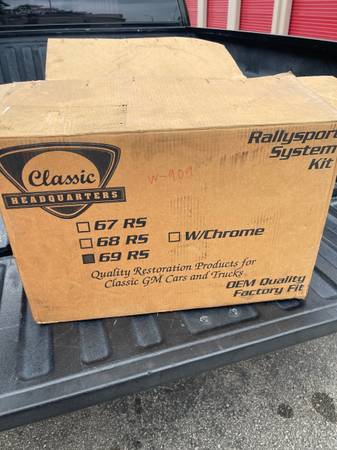 Classic
HEADQUARTERS
W-909
Rallysport
System
Kit
67 RS
68 RS
69 RS
W/Chrome
Quality Restoration Products for
Classic GM Cars and Trucks
OEM Quality
Factory Fit